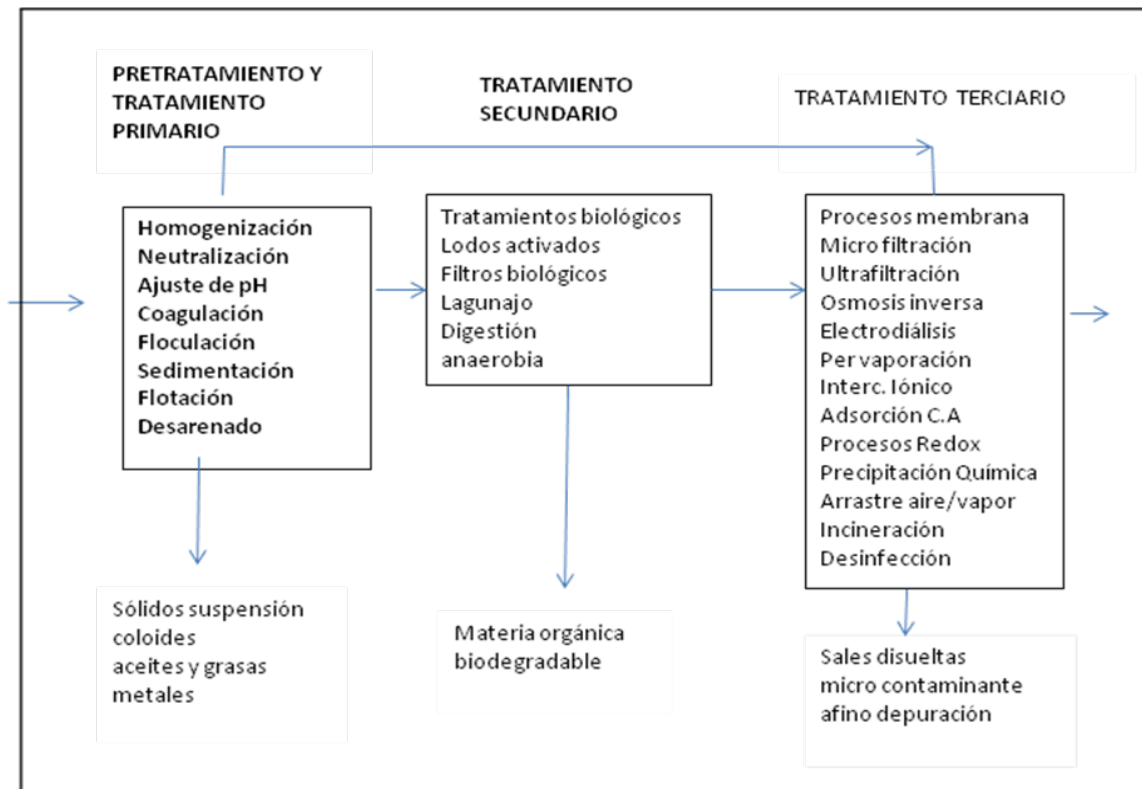 PRETRATAMIENTO Y
TRATAMIENTO
PRIMARIO
TRATAMIENTO
SECUNDARIO
TRATAMIENTO TERCIARIO
Homogenización
Neutralización
Ajuste de pH
Coagulación
Floculación
Sedimentación
Flotación
Desarenado
Tratamientos biológicos
Lodos activados
Filtros biológicos
Lagunajo
Digestión
anaerobia
Procesos membrana
Micro filtración
Ultrafiltración
Osmosis inversa
Electrodiálisis
Per vaporación
Interc. Iónico
Adsorción C.A
Procesos Redox
Precipitación Química
Arrastre aire/vapor
Incineración
Desinfección
Sólidos suspensión
coloides
aceites y grasas
metales
Materia orgánica
biodegradable
Sales disueltas
micro contaminante
afino depuración